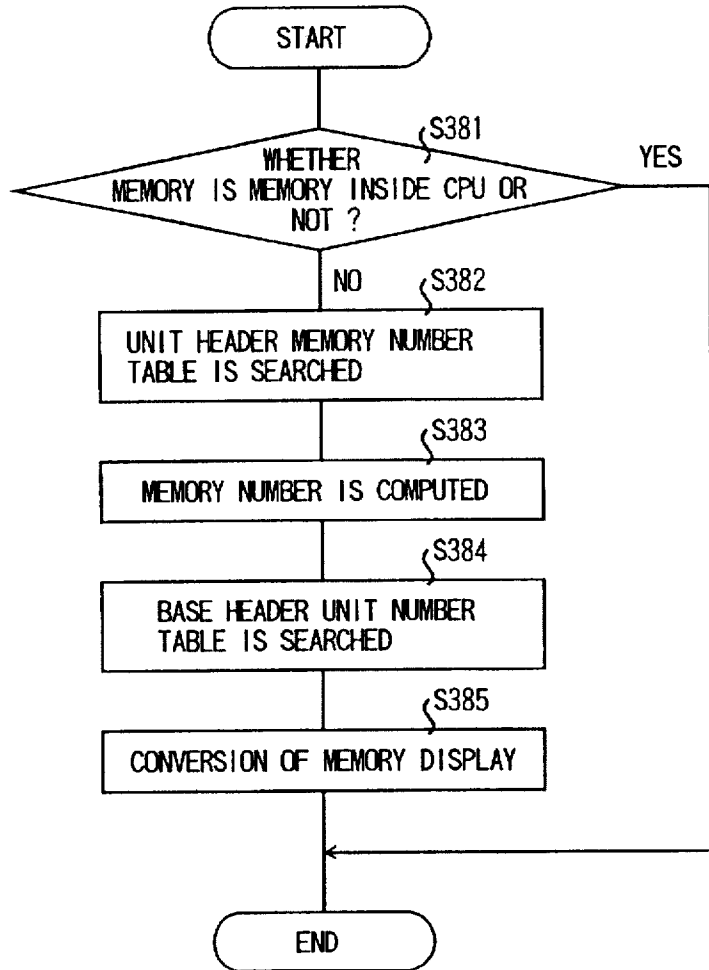 START
S381
WHETHER
MEMORY IS MEMORY INSIDE CPU OR
NOT ?
YES
NO
S382
UNIT HEADER MEMORY NUMBER
TABLE IS SEARCHED
S383
MEMORY NUMBER IS COMPUTED
S384
BASE HEADER UNIT NUMBER
TABLE IS SEARCHED
S385
CONVERSION OF MEMORY DISPLAY
END